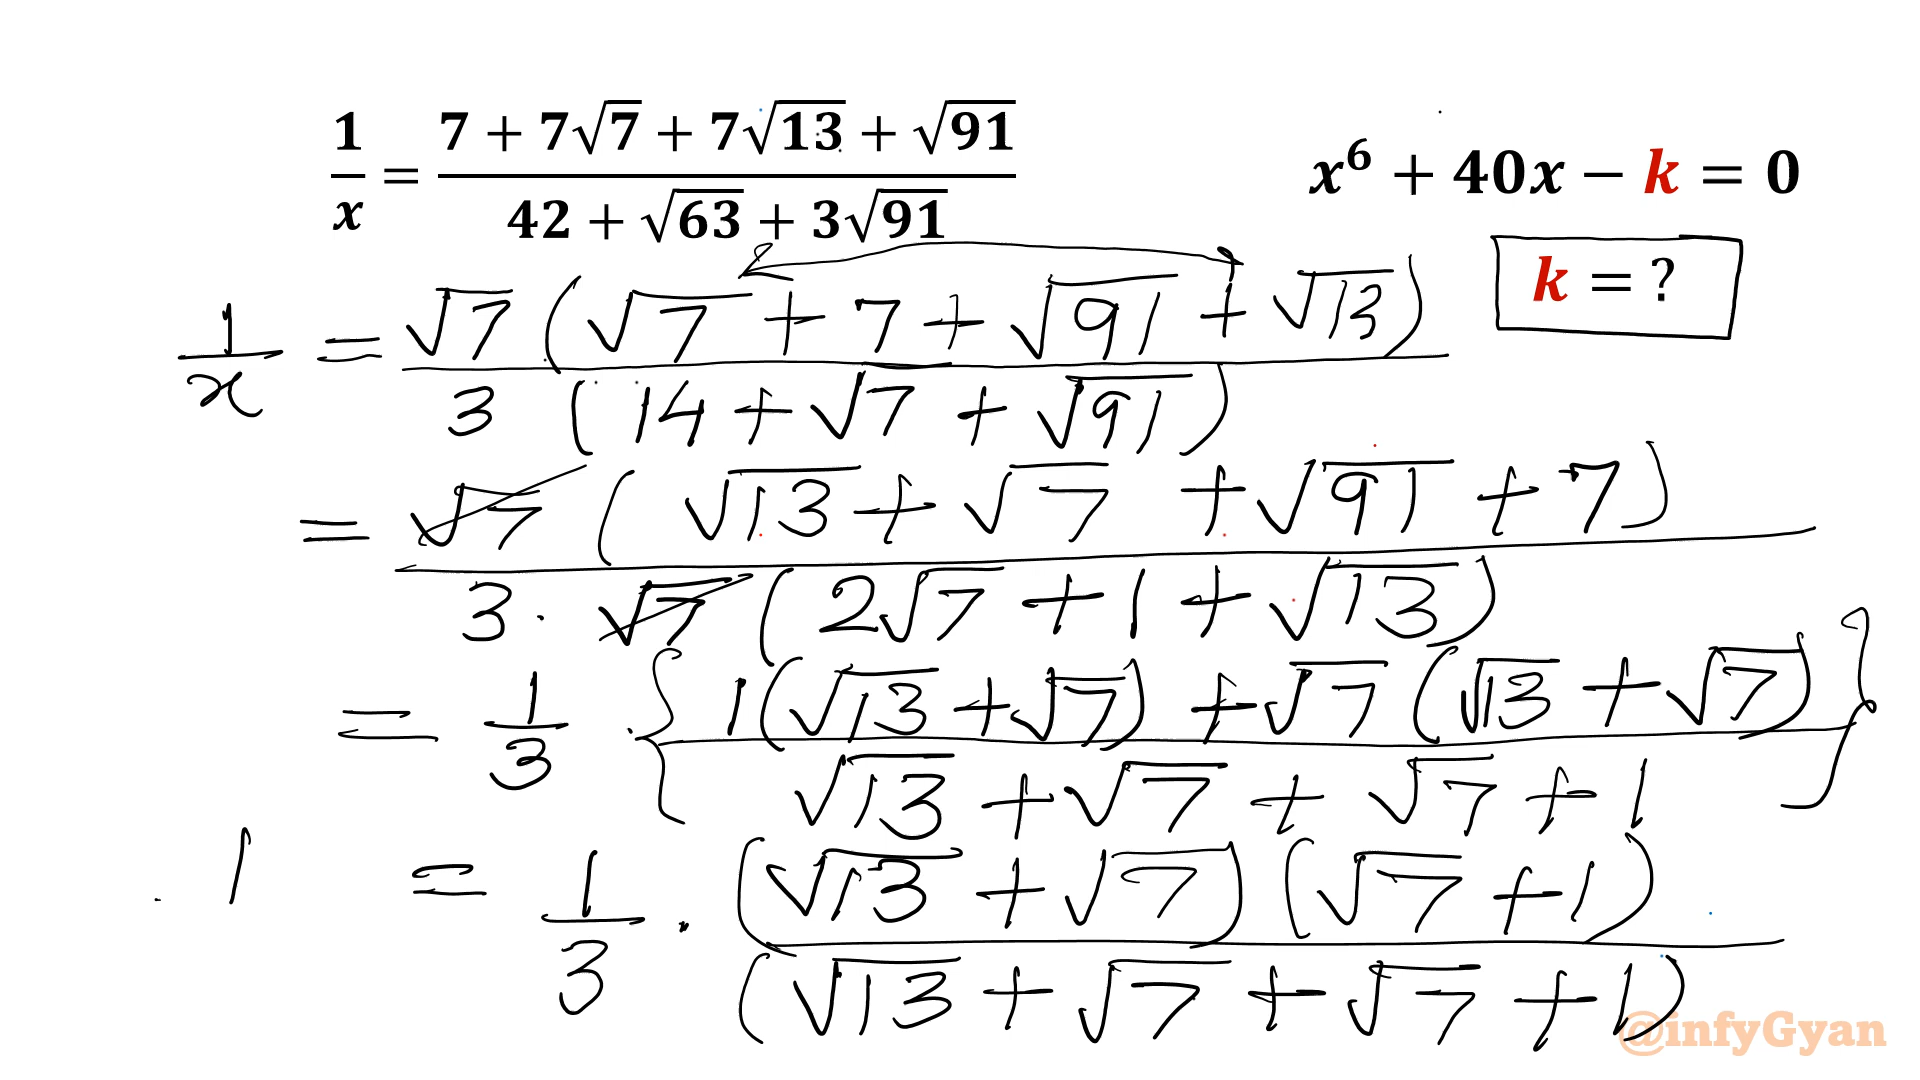 1/x = (7 + 7√7 + 7√13 + √91)/(42 + √63 + 3√91)
x⁶ + 40x − k = 0
k = ?
1/x = √7 (√7 + 7 + √91 + √13)/3 (14 + √7 + √91)
= √7 (√13 + √7 + √91 + 7)/3 · √7 (2√7 + 1 + √13)
= 1/3 · {1(√13 + √7) + √7 (√13 + √7)/√13 + √7 + √7 + 1}
1 = 1/3 · (√13 + √7) (√7 + 1)/(√13 + √7 + √7 + 1)
@infyGyan